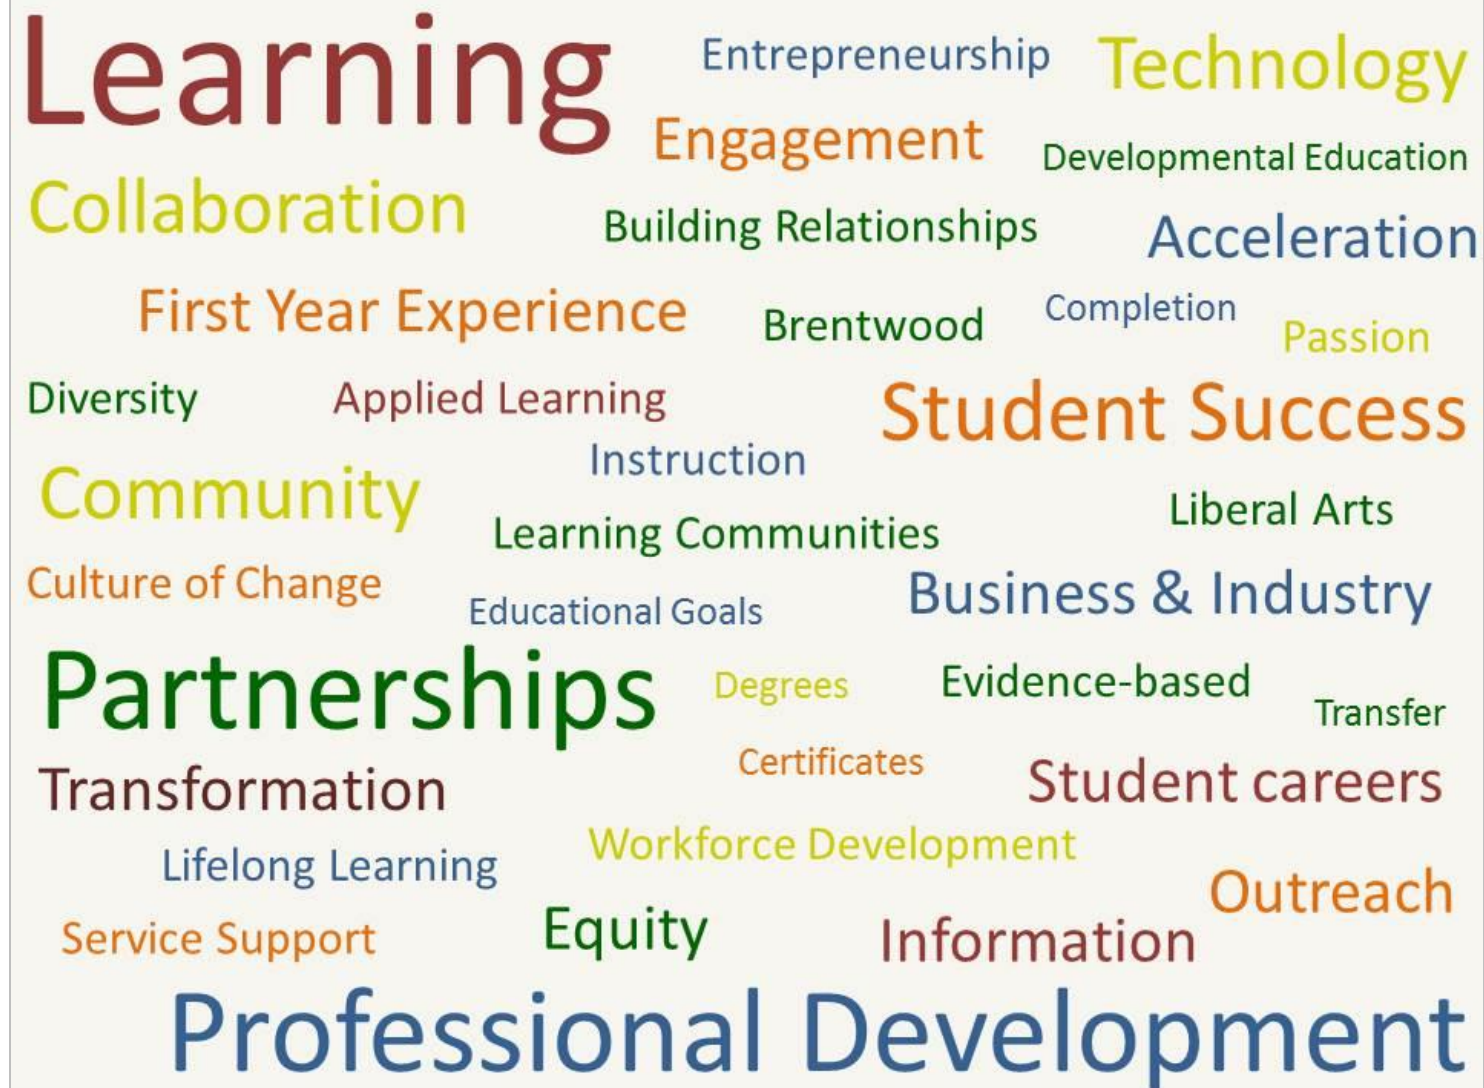 Learning
Entrepreneurship
Technology
Engagement
Developmental Education
Collaboration
Building Relationships
Acceleration
First Year Experience
Brentwood
Completion
Passion
Diversity
Applied Learning
Student Success
Instruction
Community
Learning Communities
Liberal Arts
Culture of Change
Educational Goals
Business & Industry
Partnerships
Degrees
Evidence-based
Transfer
Transformation
Certificates
Student careers
Lifelong Learning
Workforce Development
Outreach
Service Support
Equity
Information
Professional Development